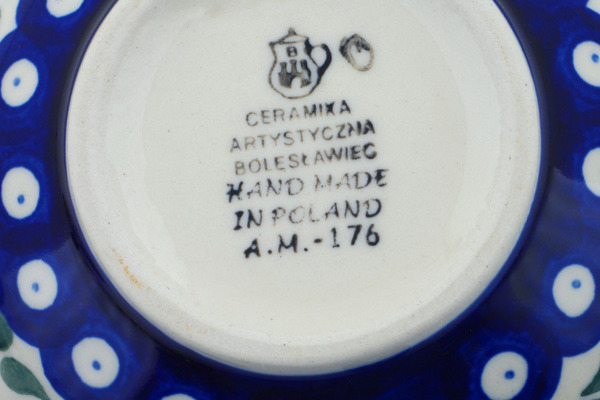 B
CERAMIKA
ARTYSTYCZNA
BOLESŁAWIEC
HAND MADE
IN POLAND
A.M.-176